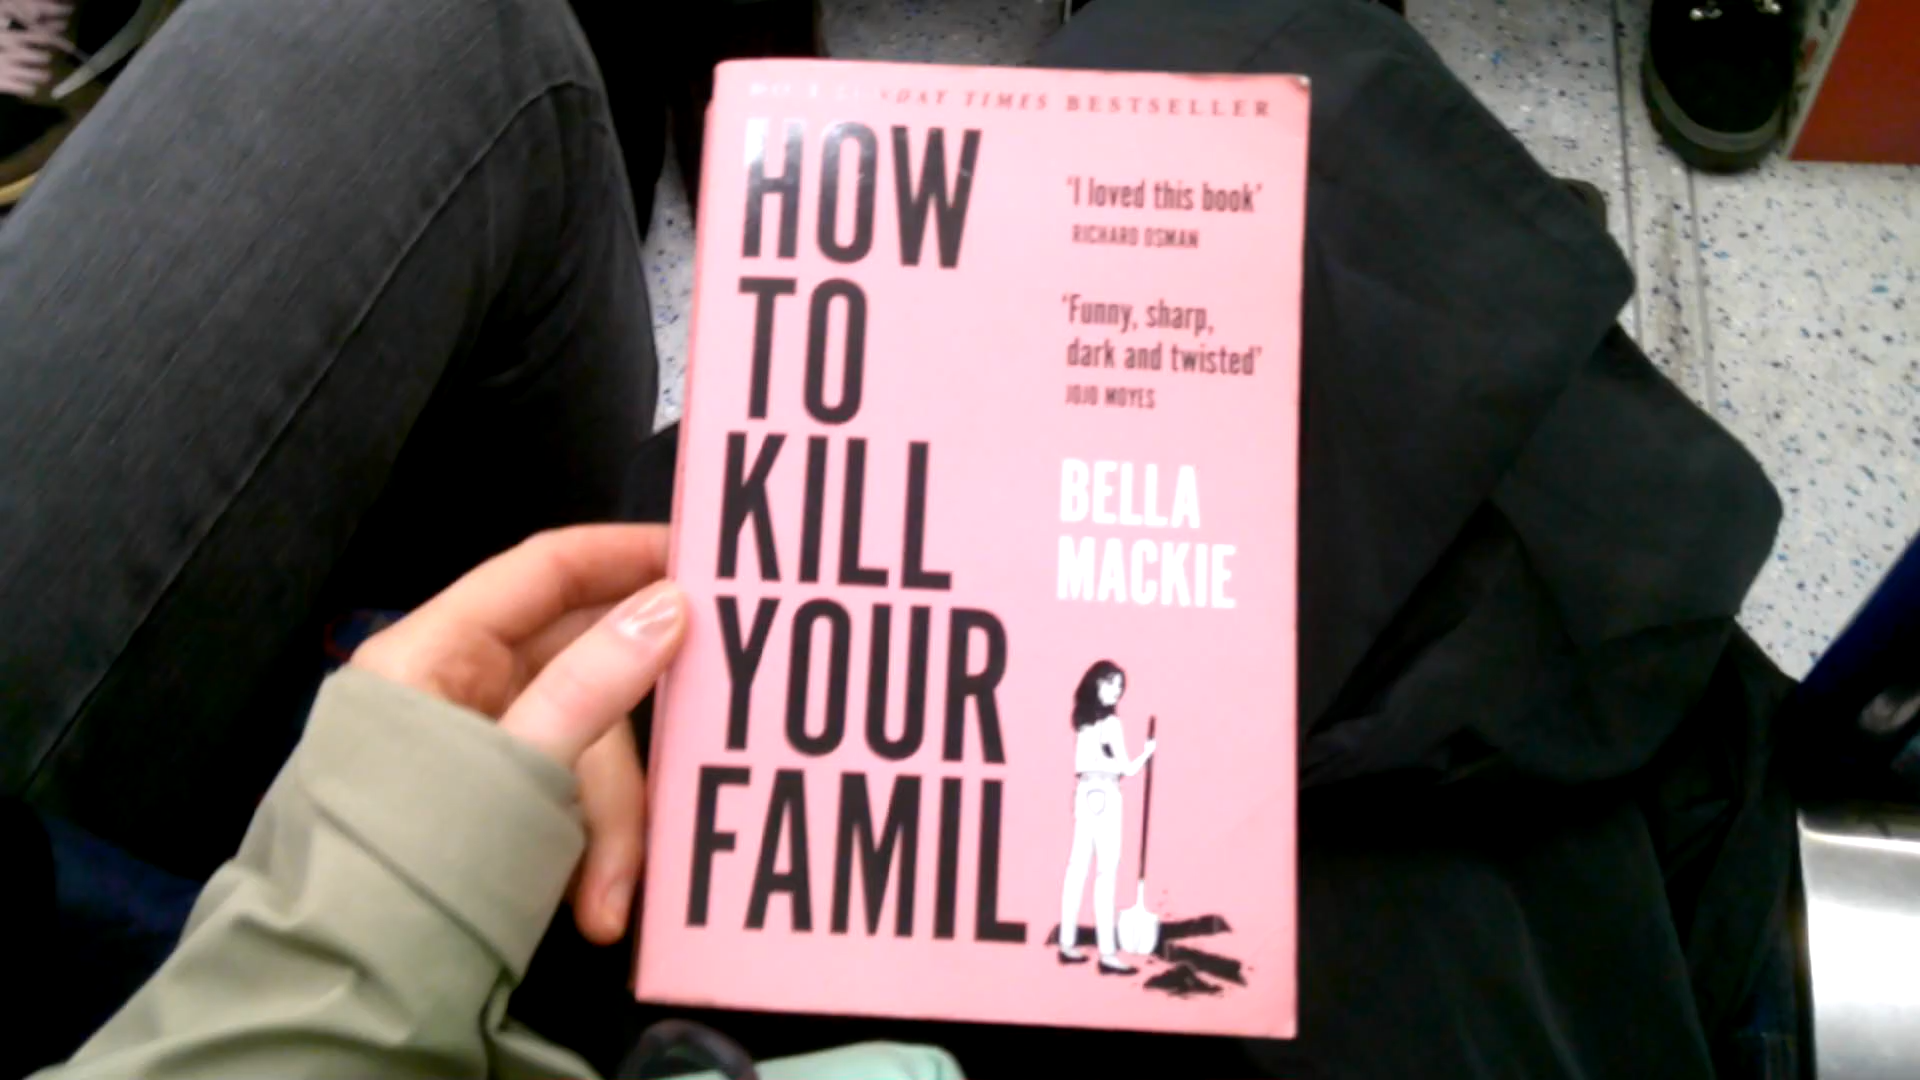 DAY TIMES BESTSELLER
HOW
TO
KILL
YOUR
FAMIL
'I loved this book'
RICHARD OSMAN
'Funny, sharp,
dark and twisted'
JOJO MOYES
BELLA
MACKIE